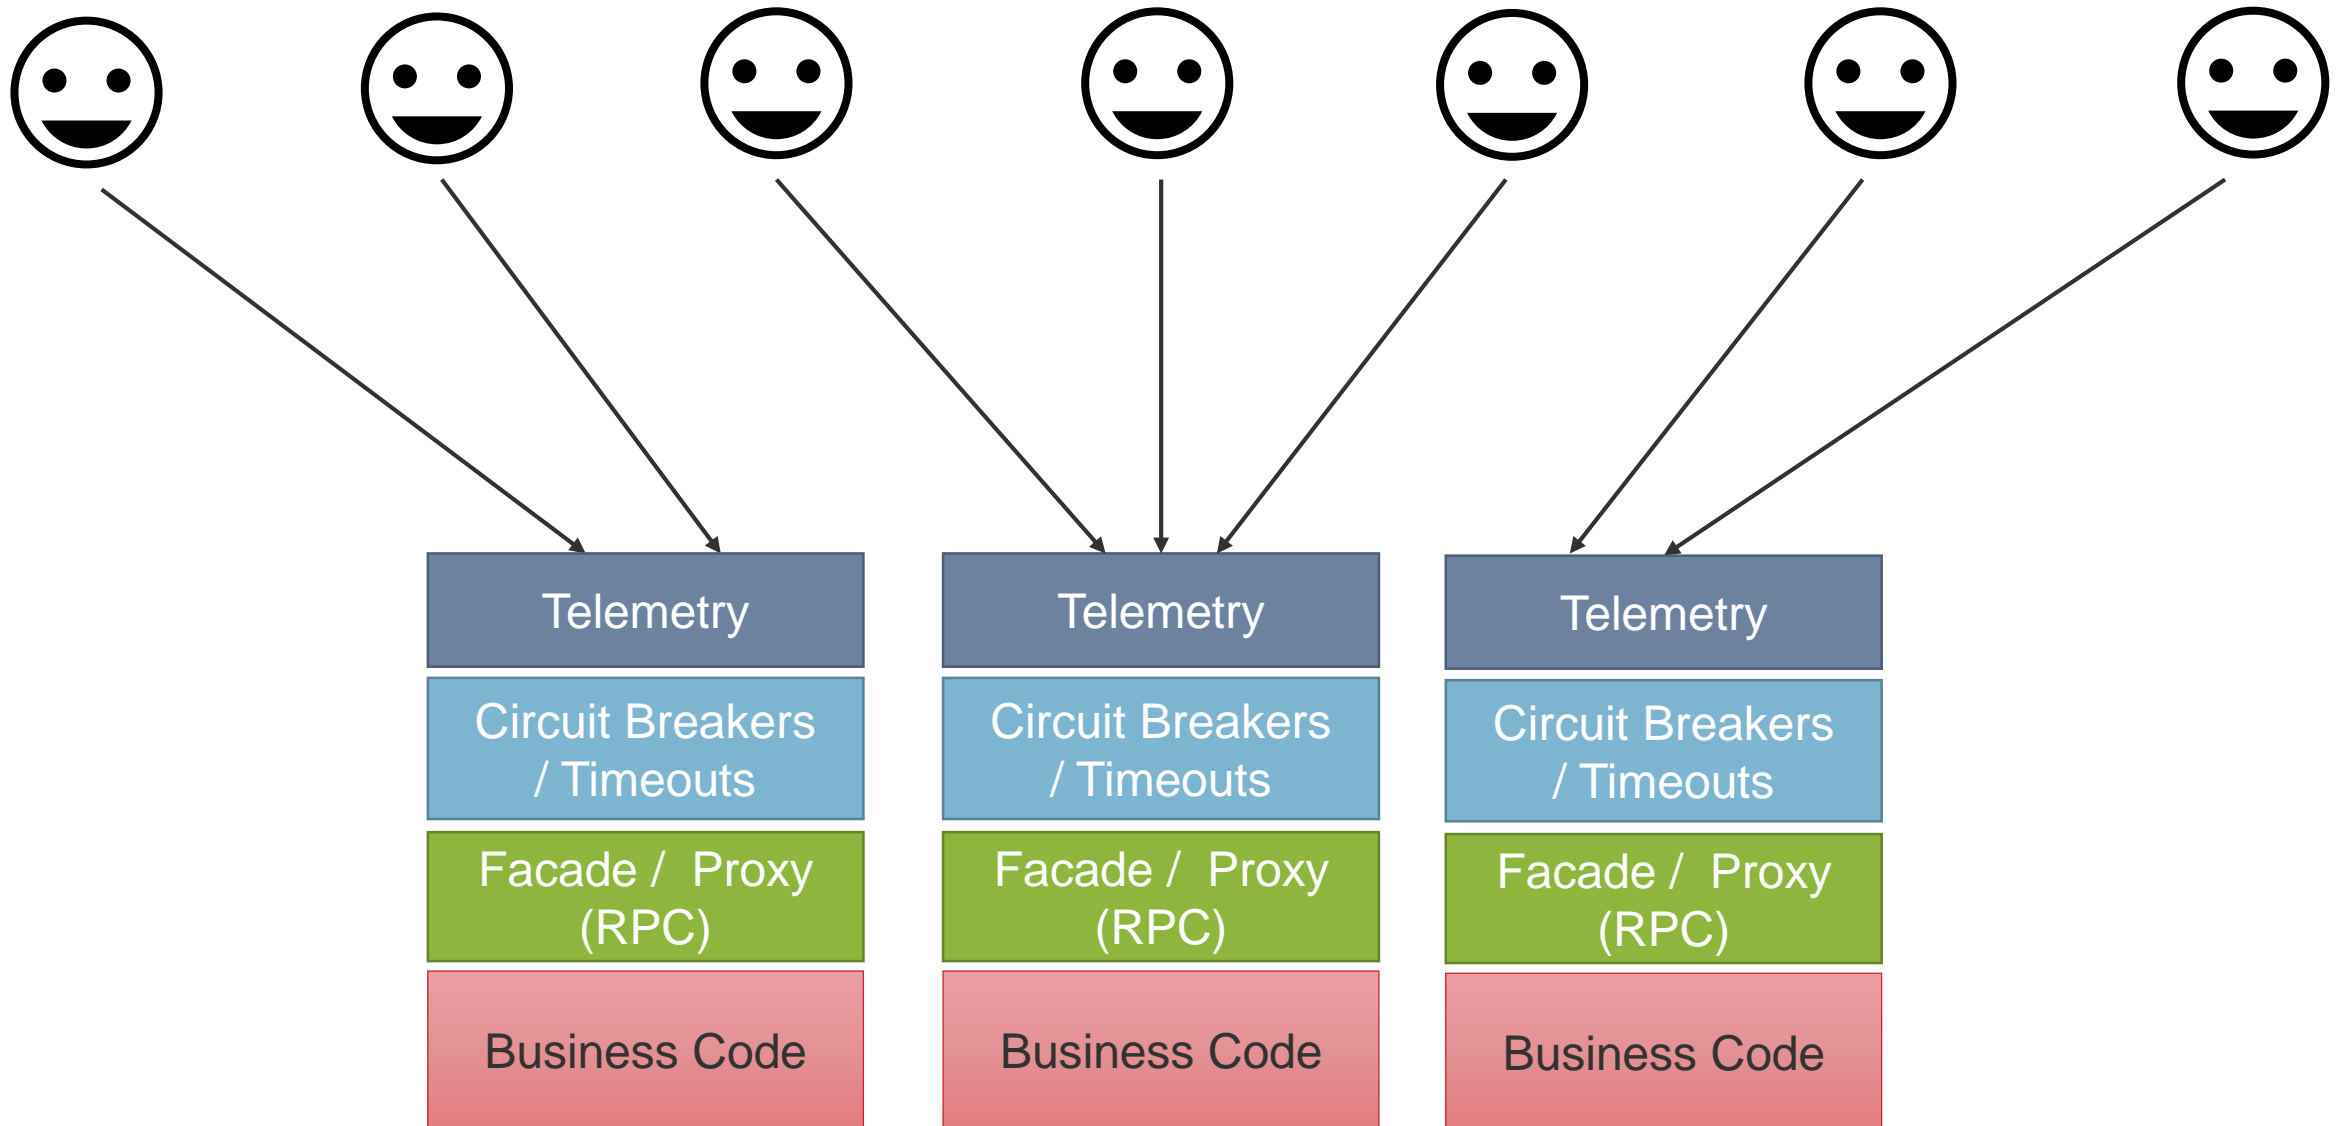 Telemetry
Circuit Breakers
/ Timeouts
Facade /  Proxy
(RPC)
Business Code
Telemetry
Circuit Breakers
/ Timeouts
Facade /  Proxy
(RPC)
Business Code
Telemetry
Circuit Breakers
/ Timeouts
Facade /  Proxy
(RPC)
Business Code